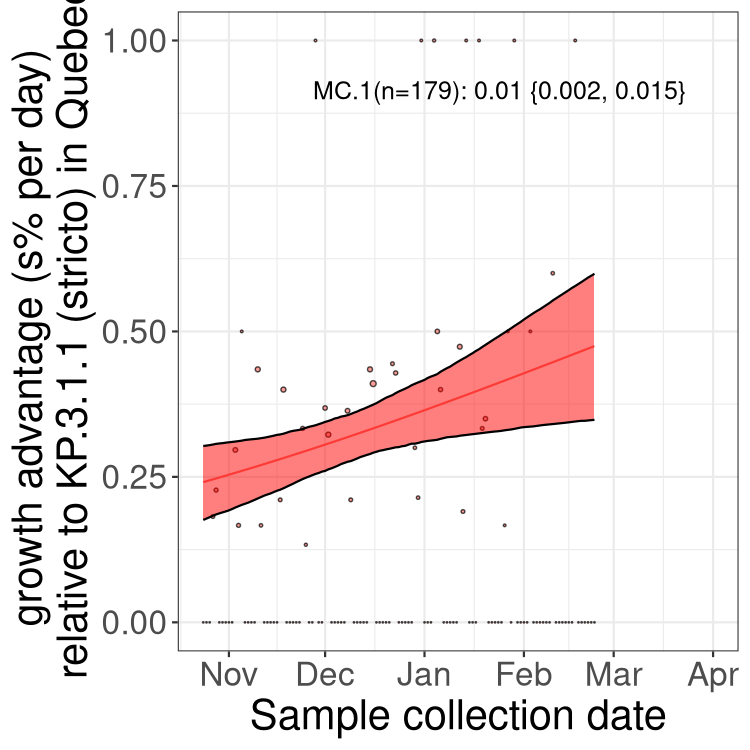 growth advantage (s% per day)
relative to KP.3.1.1 (stricto) in Quebec
1.00
0.75
0.50
0.25
0.00
MC.1(n=179): 0.01 {0.002, 0.015}
Nov Dec Jan Feb Mar Apr
Sample collection date